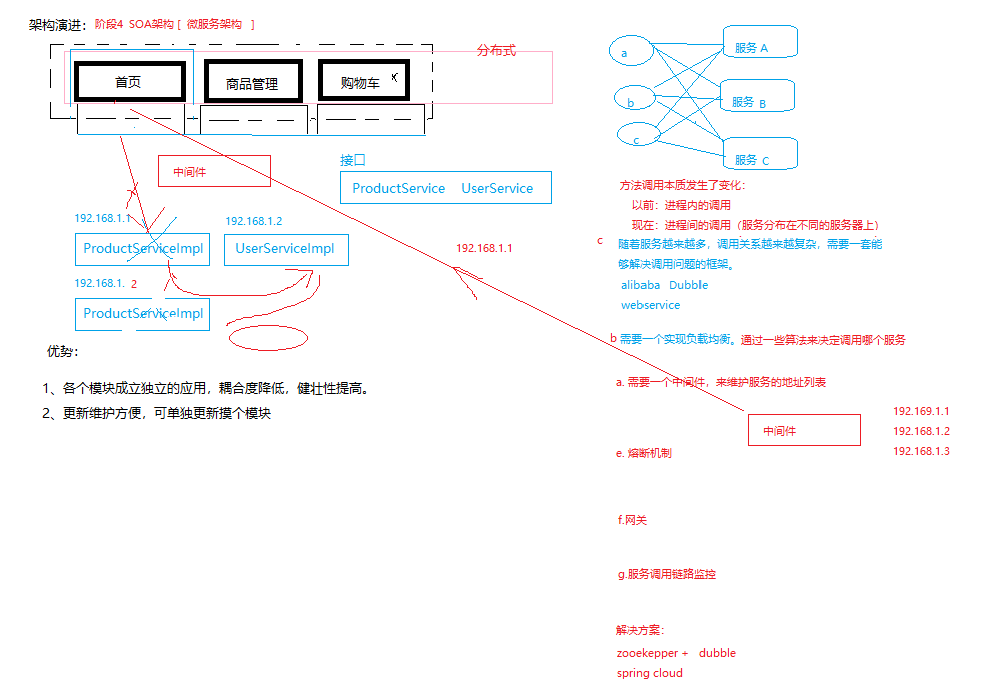 架构演进：阶段4 SOA架构 [ 微服务架构 ]
分布式
首页
商品管理
购物车
中间件
接口
ProductService UserService
192.168.1.1
192.168.1.2
ProductServiceImpl
UserServiceImpl
192.168.1. 2
ProductServiceImpl
192.168.1.1
优势：
1、各个模块成立独立的应用，耦合度降低，健壮性提高。
2、更新维护方便，可单独更新摸个模块
a
b
c
服务 A
服务 B
服务 C
方法调用本质发生了变化：
以前：进程内的调用
现在：进程间的调用（服务分布在不同的服务器上）
c 随着服务越来越多，调用关系越来越复杂，需要一套能
够解决调用问题的框架。
alibaba Dubble
webservice
b 需要一个实现负载均衡。通过一些算法来决定调用哪个服务
a. 需要一个中间件，来维护服务的地址列表
中间件
192.169.1.1
192.168.1.2
192.168.1.3
e. 熔断机制
f.网关
g.服务调用链路监控
解决方案：
zooekepper + dubble
spring cloud